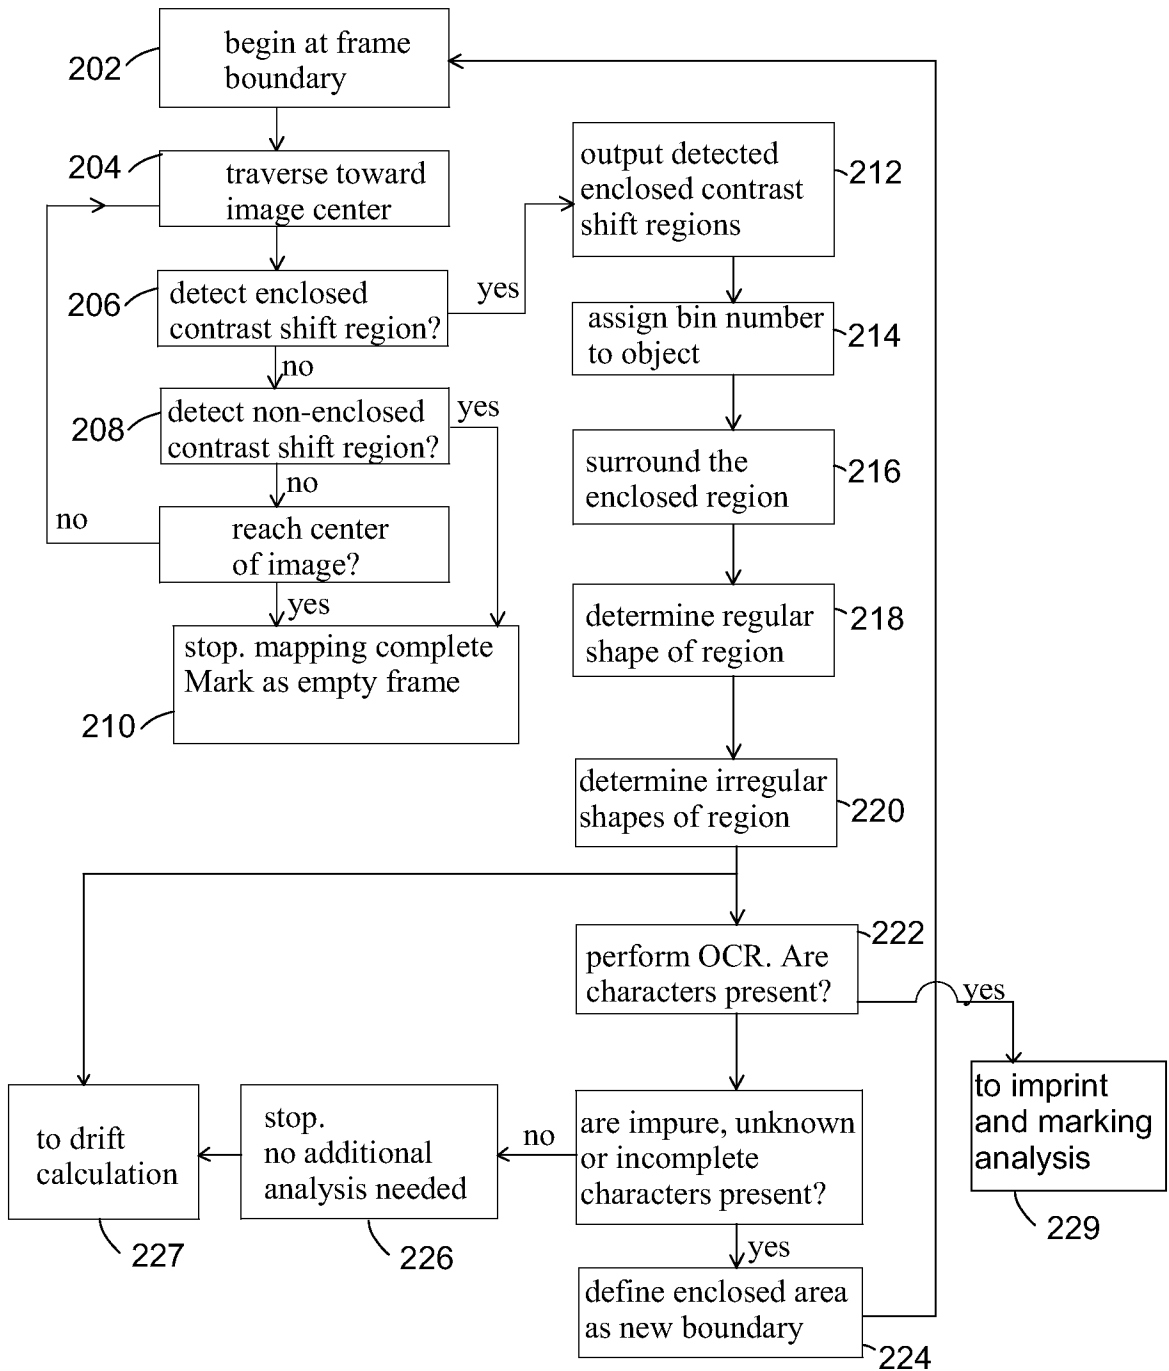 begin at frame
boundary
202
204
traverse toward
image center
206
detect enclosed
contrast shift region?
yes
no
208
detect non-enclosed
contrast shift region?
yes
no
no
reach center
of image?
yes
stop. mapping complete
Mark as empty frame
210
output detected
enclosed contrast
shift regions
212
assign bin number
to object
214
surround the
enclosed region
216
determine regular
shape of region
218
determine irregular
shapes of region
220
perform OCR. Are
characters present?
222
yes
to imprint
and marking
analysis
229
are impure, unknown
or incomplete
characters present?
no
stop.
no additional
analysis needed
226
to drift
calculation
227
yes
define enclosed area
as new boundary
224